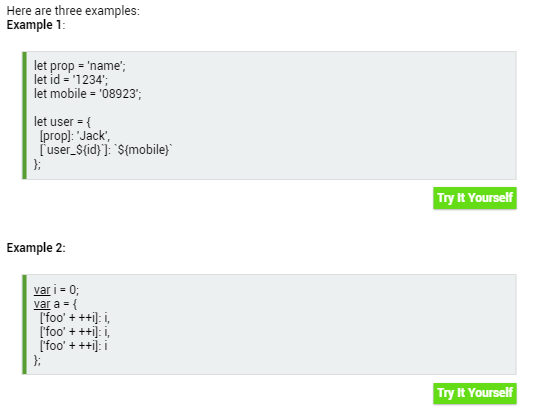 Here are three examples:
Example 1:
let prop = 'name';
let id = '1234';
let mobile = '08923';
let user = {
[prop]: 'Jack',
[`user_${id}`]: `${mobile}`
};
Try It Yourself
Example 2:
var i = 0;
var a = {
['foo' + ++i]: i,
['foo' + ++i]: i,
['foo' + ++i]: i
};
Try It Yourself